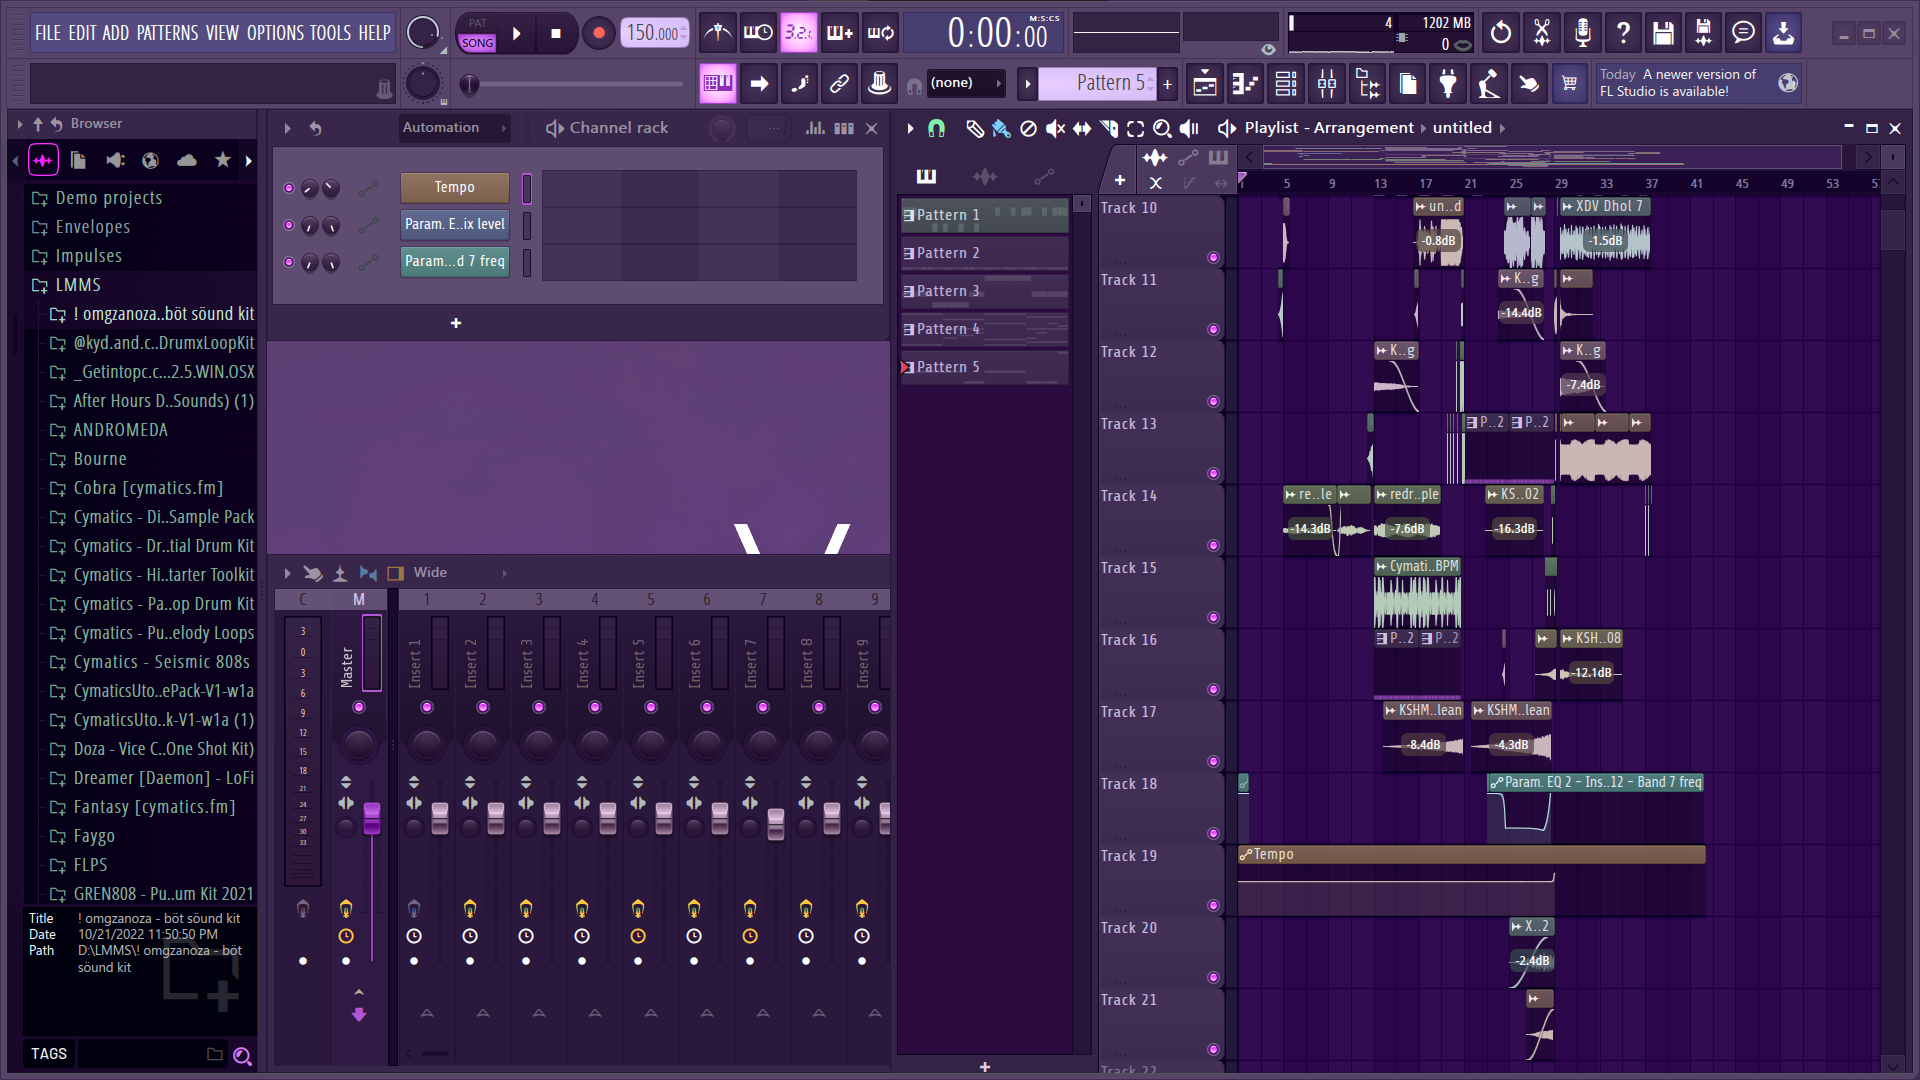 FILE EDIT ADD PATTERNS VIEW OPTIONS TOOLS HELP
PAT
SONG
150.000
3.2.
0:00:00
M:S:CS
4
1202 MB
0
(none)
Pattern 5
Today A newer version of
FL Studio is available!
Browser
Demo projects
Envelopes
Impulses
LMMS
! omgzanoza..böt söund kit
@kyd.and.c..DrumxLoopKit
_Getintopc.c...2.5.WIN.OSX
After Hours D..Sounds) (1)
ANDROMEDA
Bourne
Cobra [cymatics.fm]
Cymatics - Di..Sample Pack
Cymatics - Dr..tial Drum Kit
Cymatics - Hi...tarter Toolkit
Cymatics - Pa..op Drum Kit
Cymatics - Pu..elody Loops
Cymatics - Seismic 808s
CymaticsUto..ePack-V1-w1a
CymaticsUto..k-V1-w1a (1)
Doza - Vice C..One Shot Kit)
Dreamer [Daemon] - LoFi
Fantasy [cymatics.fm]
Faygo
FLPS
GREN808 - Pu..um Kit 2021
Title ! omgzanoza - böt söund kit
Date 10/21/2022 11:50:50 PM
Path D:\LMMS\! omgzanoza - böt
söund kit
TAGS
Automation
Channel rack
Tempo
Param. E..ix level
Param...d 7 freq
Wide
C M 1 2 3 4 5 6 7 8 9
3
0
3
6
9
12
15
18
21
24
27
30
33
Master
Insert 1
Insert 2
Insert 3
Insert 4
Insert 5
Insert 6
Insert 7
Insert 8
Insert 9
Playlist - Arrangement
untitled
Pattern 1
Pattern 2
Pattern 3
Pattern 4
Pattern 5
5 9 13 17 21 25 29 33 37 41 45 49 53
Track 10
un..d
-0.8dB
XDV Dhol 7
-1.5dB
Track 11
K..g
-14.4dB
Track 12
K..g
K..g
-7.4dB
Track 13
P..2
P..2
Track 14
re..le
-14.3dB
redr..ple
-7.6dB
KS..02
-16.3dB
Track 15
Cymati..BPM
Track 16
P..2
P..2
KSH..08
-12.1dB
Track 17
KSHM..lean
-8.4dB
KSHM..lean
-4.3dB
Track 18
Param. EQ 2 - Ins..12 - Band 7 freq
Track 19
Tempo
Track 20
X..2
-2.4dB
Track 21
Track 22